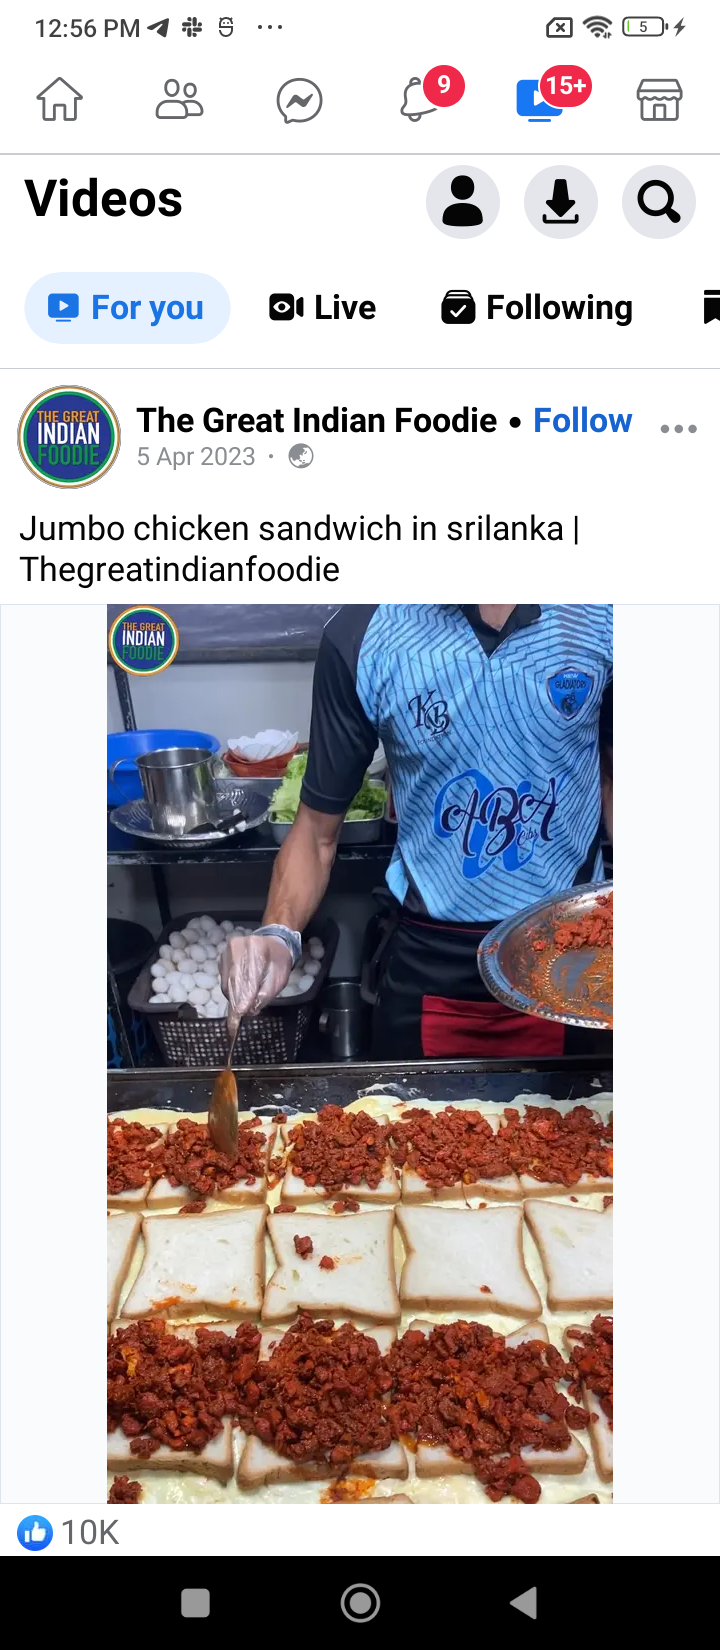 12:56 PM
5
9
15+
Videos
For you
Live
Following
THE GREAT
INDIAN
FOODIE
The Great Indian Foodie • Follow
5 Apr 2023 ·
Jumbo chicken sandwich in srilanka |
Thegreatindianfoodie
THE GREAT
INDIAN
FOODIE
GLADIATORS
KB
ABA
10K